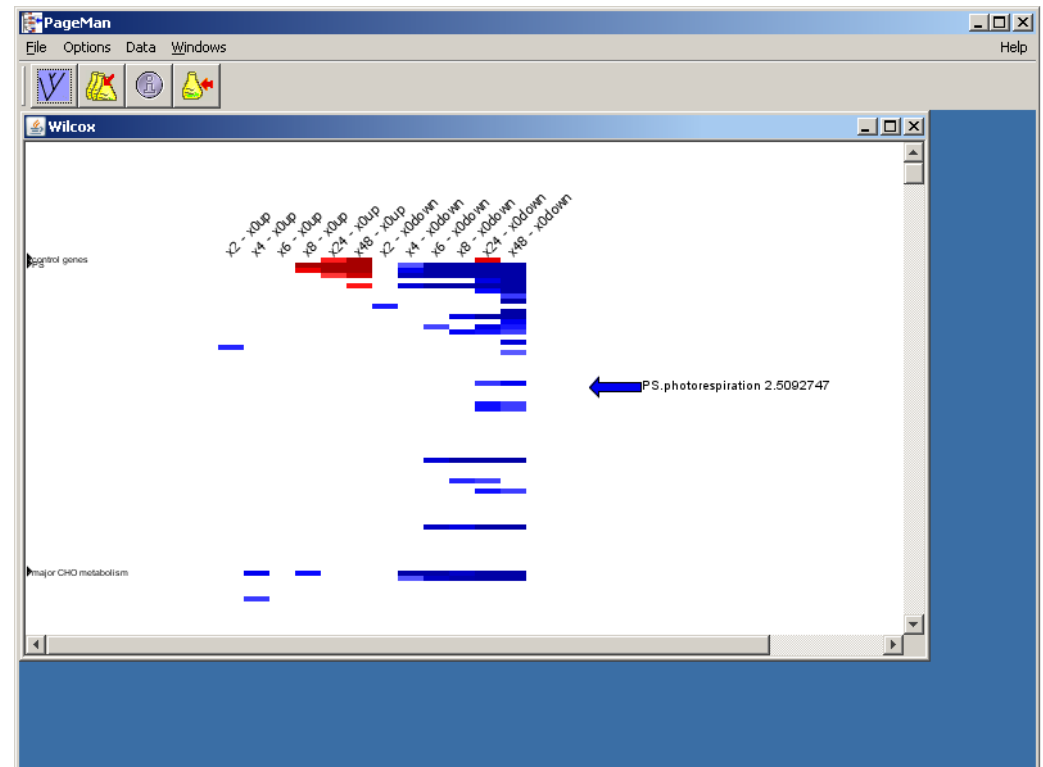 PageMan
File Options Data Windows Help
Wilcox
x2 - x0up
x4 - x0up
x6 - x0up
x8 - x0up
x24 - x0up
x48 - x0up
x2 - x0down
x4 - x0down
x6 - x0down
x8 - x0down
x24 - x0down
x48 - x0down
control genes
PS
PS.photorespiration 2.5092747
major CHO metabolism